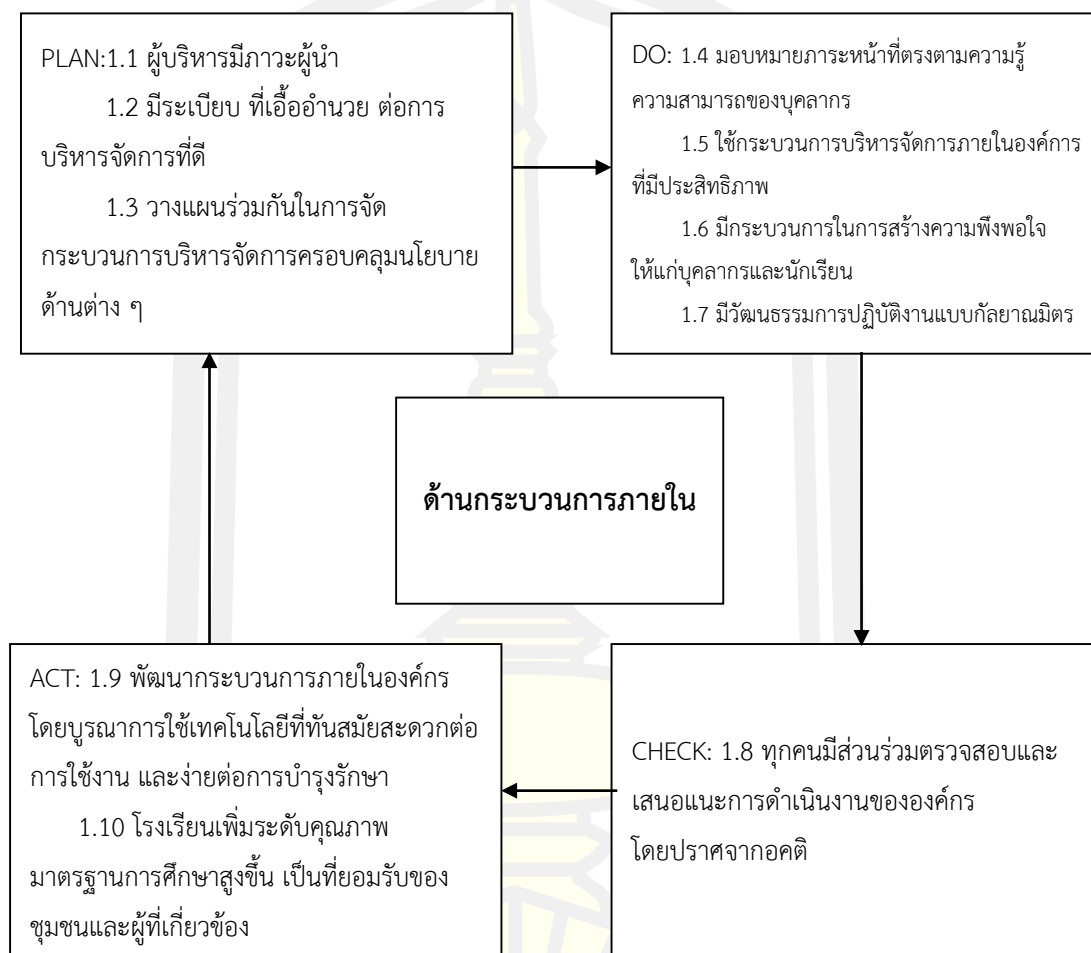 PLAN:1.1 ผู้บริหารมีภาวะผู้นำ
1.2 มีระเบียบ ที่เอื้ออำนวย ต่อการ
บริหารจัดการที่ดี
1.3 วางแผนร่วมกันในการจัด
กระบวนการบริหารจัดการครอบคลุมนโยบาย
ด้านต่าง ๆ
DO: 1.4 มอบหมายภาระหน้าที่ตรงตามความรู้
ความสามารถของบุคลากร
1.5 ใช้กระบวนการบริหารจัดการภายในองค์การ
ที่มีประสิทธิภาพ
1.6 มีกระบวนการในการสร้างความพึงพอใจ
ให้แก่บุคลากรและนักเรียน
1.7 มีวัฒนธรรมการปฏิบัติงานแบบกัลยาณมิตร
ด้านกระบวนการภายใน
ACT: 1.9 พัฒนากระบวนการภายในองค์กร
โดยบูรณาการใช้เทคโนโลยีที่ทันสมัยสะดวกต่อ
การใช้งาน และง่ายต่อการบำรุงรักษา
1.10 โรงเรียนเพิ่มระดับคุณภาพ
มาตรฐานการศึกษาสูงขึ้น เป็นที่ยอมรับของ
ชุมชนและผู้ที่เกี่ยวข้อง
CHECK: 1.8 ทุกคนมีส่วนร่วมตรวจสอบและ
เสนอแนะการดำเนินงานขององค์กร
โดยปราศจากอคติ